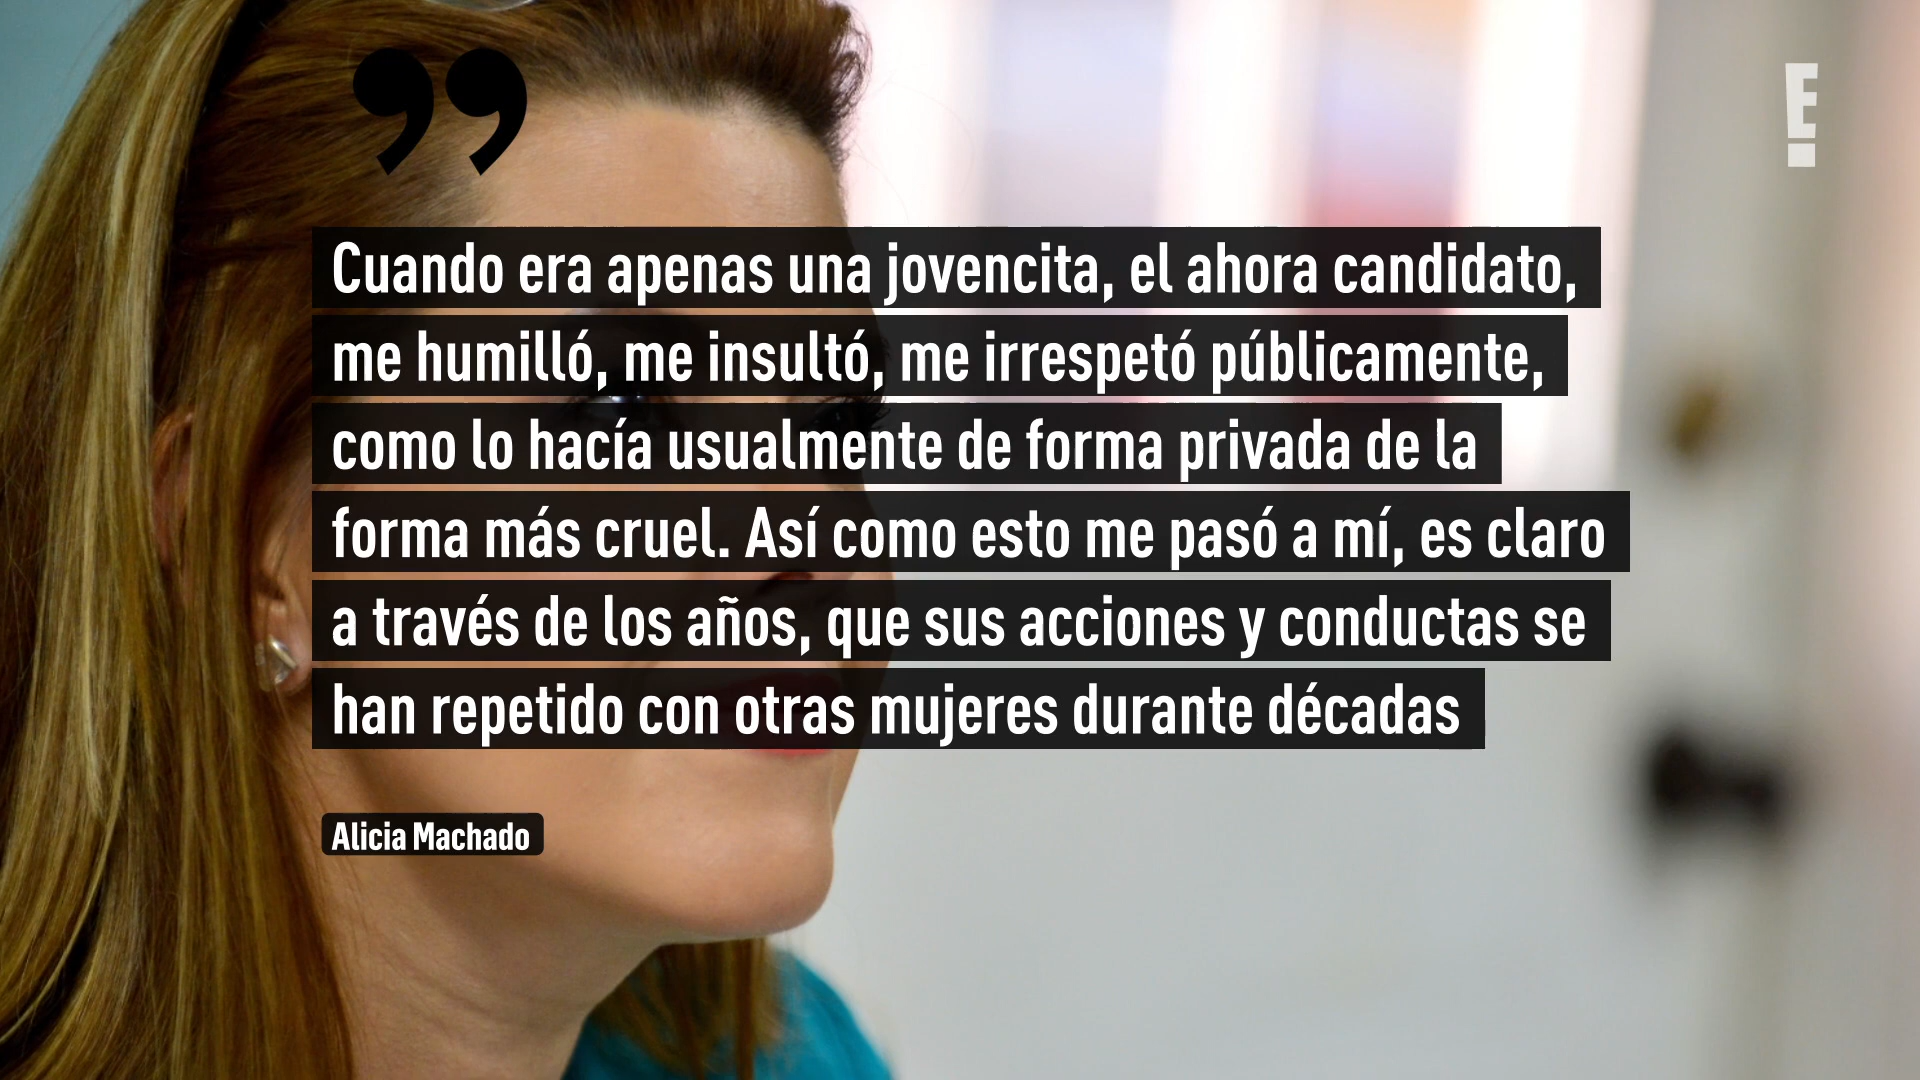 ”
E!
Cuando era apenas una jovencita, el ahora candidato,
me humilló, me insultó, me irrespetó públicamente,
como lo hacía usualmente de forma privada de la
forma más cruel. Así como esto me pasó a mí, es claro
a través de los años, que sus acciones y conductas se
han repetido con otras mujeres durante décadas
Alicia Machado